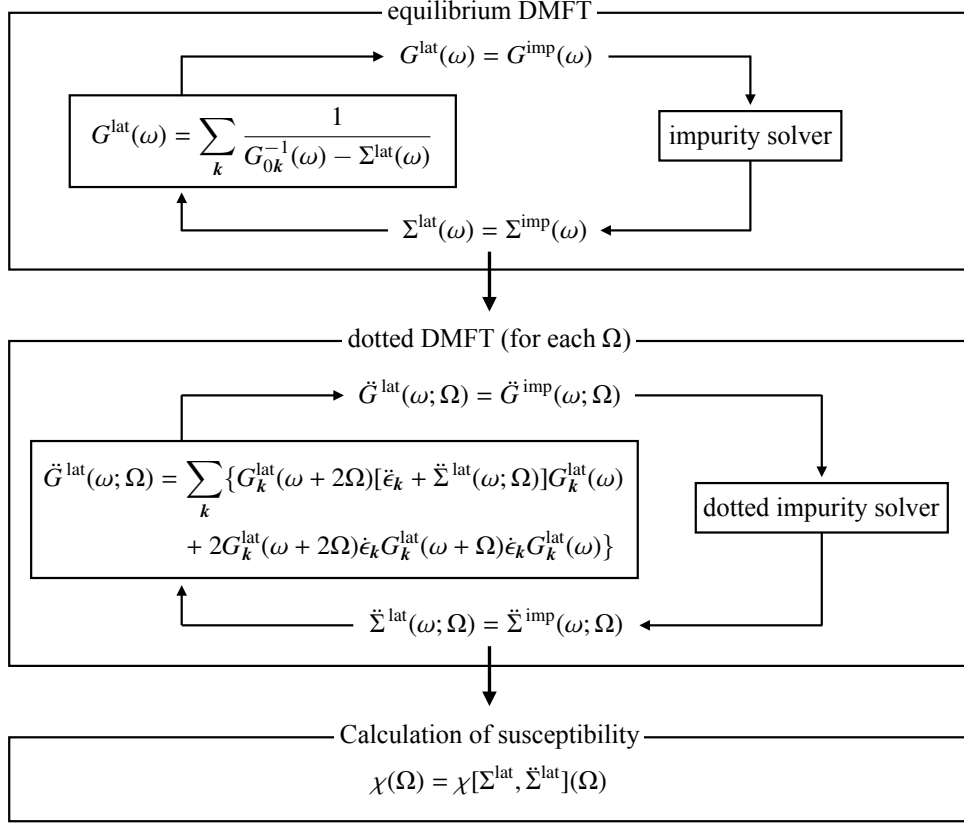 equilibrium DMFT
G^lat(ω) = G^imp(ω)
G^lat(ω) = ∑_k 1 / (G_0k^−1(ω) − Σ^lat(ω))
impurity solver
Σ^lat(ω) = Σ^imp(ω)
dotted DMFT (for each Ω)
G̈^lat(ω; Ω) = G̈^imp(ω; Ω)
G̈^lat(ω; Ω) = ∑_k {G_k^lat(ω + 2Ω)[ϵ̈_k + Σ̈^lat(ω; Ω)]G_k^lat(ω)
+ 2G_k^lat(ω + 2Ω)ϵ̇_k G_k^lat(ω + Ω)ϵ̇_k G_k^lat(ω)}
dotted impurity solver
Σ̈^lat(ω; Ω) = Σ̈^imp(ω; Ω)
Calculation of susceptibility
χ(Ω) = χ[Σ^lat, Σ̈^lat](Ω)